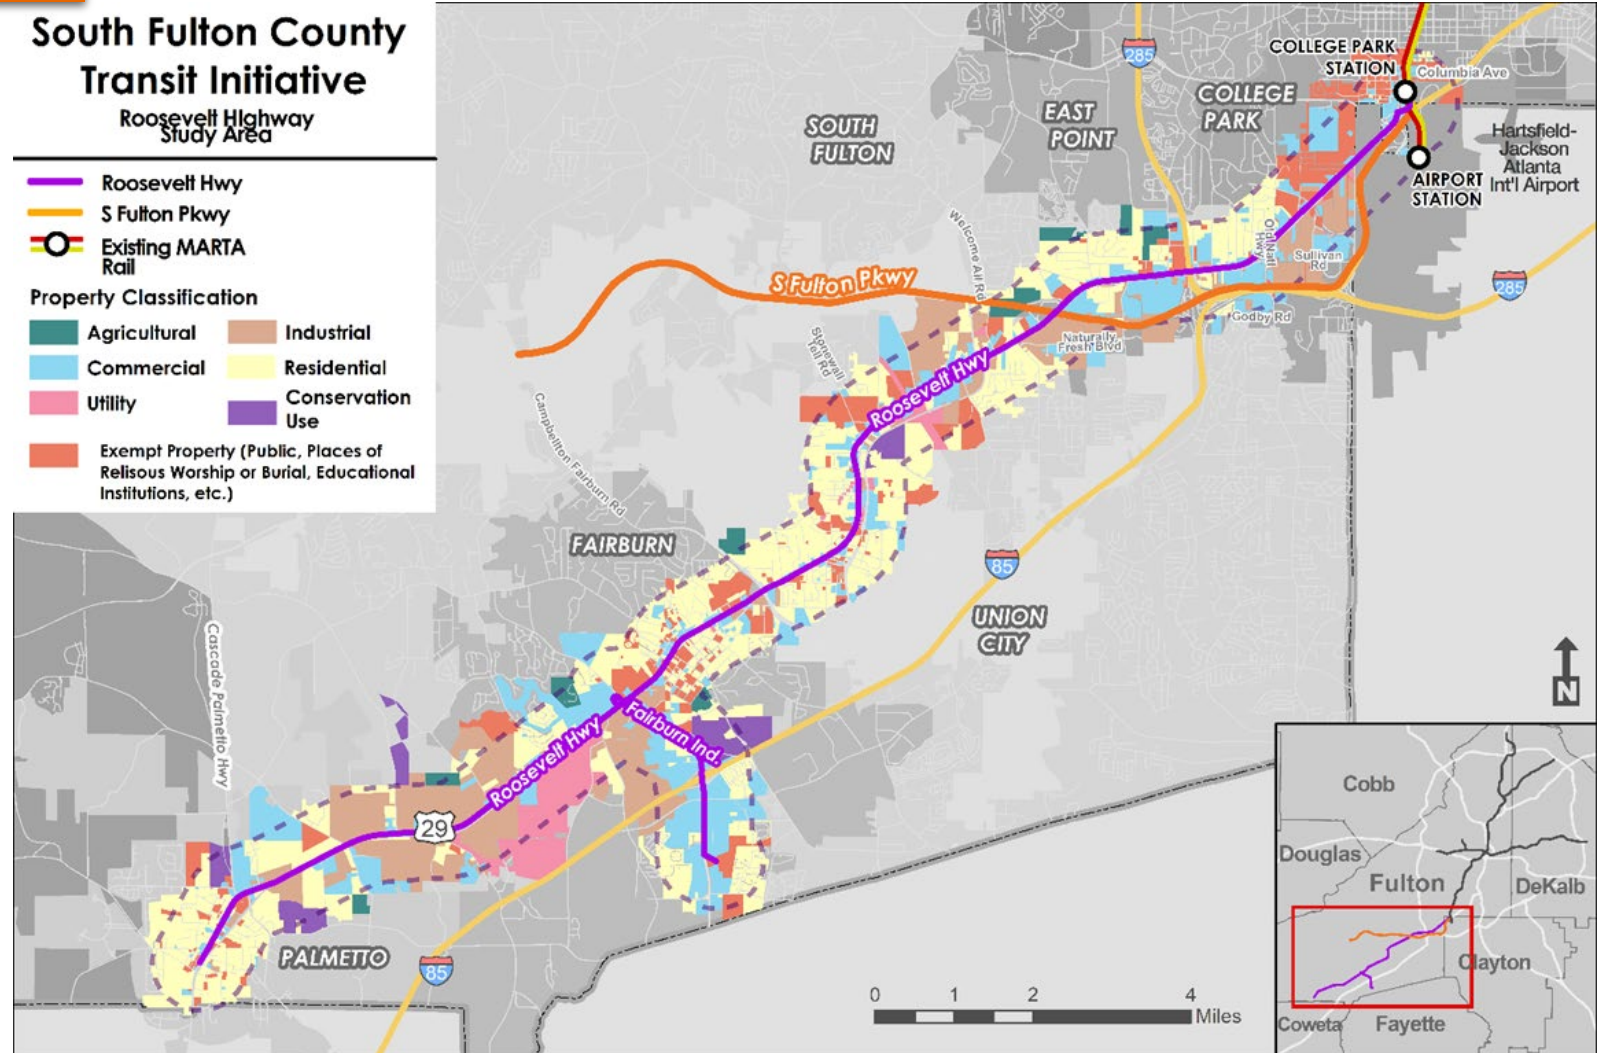 South Fulton County
Transit Initiative
Roosevelt HIghway
Study Area
Roosevelt Hwy
S Fulton Pkwy
Existing MARTA
Rail
Property Classification
Agricultural
Industrial
Commercial
Residential
Utility
Conservation
Use
Exempt Property (Public, Places of
Relisous Worship or Burial, Educational
Institutions, etc.)
285
COLLEGE PARK
STATION
Columbia Ave
COLLEGE
PARK
EAST
POINT
SOUTH
FULTON
Hartsfield-
Jackson
Atlanta
Int'l Airport
AIRPORT
STATION
Welcome All Rd
Old Natl
Hwy
Sullivan
Rd
S Fulton Pkwy
285
Godby Rd
Naturally
Fresh Blvd
Stonewall
Tell Rd
Roosevelt Hwy
Campbellton Fairburn Rd
FAIRBURN
85
UNION
CITY
Cascade Palmetto Hwy
Fairburn Ind.
Roosevelt Hwy
29
N
PALMETTO
85
0 1 2 4
Miles
Cobb
Douglas
Fulton
DeKalb
Clayton
Coweta
Fayette